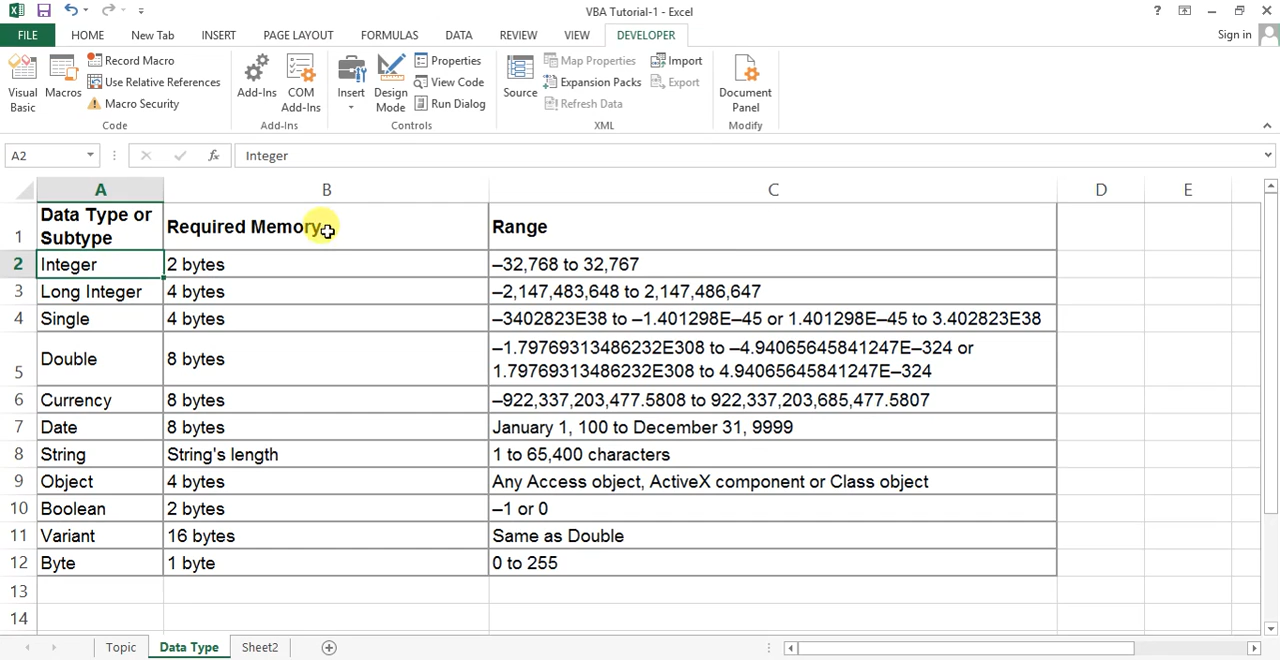 VBA Tutorial-1 - Excel
?
FILE HOME New Tab INSERT PAGE LAYOUT FORMULAS DATA REVIEW VIEW DEVELOPER Sign in
Visual Basic
Macros
Record Macro
Use Relative References
Macro Security
Code
Add-Ins
COM Add-Ins
Add-Ins
Insert
Design Mode
Properties
View Code
Run Dialog
Controls
Source
Map Properties
Expansion Packs
Refresh Data
Import
Export
XML
Document Panel
Modify
A2 fx Integer
A B C D E
1 Data Type or Subtype Required Memory Range
2 Integer 2 bytes –32,768 to 32,767
3 Long Integer 4 bytes –2,147,483,648 to 2,147,486,647
4 Single 4 bytes –3402823E38 to –1.401298E–45 or 1.401298E–45 to 3.402823E38
5 Double 8 bytes –1.79769313486232E308 to –4.94065645841247E–324 or
1.79769313486232E308 to 4.94065645841247E–324
6 Currency 8 bytes –922,337,203,477.5808 to 922,337,203,685,477.5807
7 Date 8 bytes January 1, 100 to December 31, 9999
8 String String's length 1 to 65,400 characters
9 Object 4 bytes Any Access object, ActiveX component or Class object
10 Boolean 2 bytes –1 or 0
11 Variant 16 bytes Same as Double
12 Byte 1 byte 0 to 255
13
14
Topic Data Type Sheet2